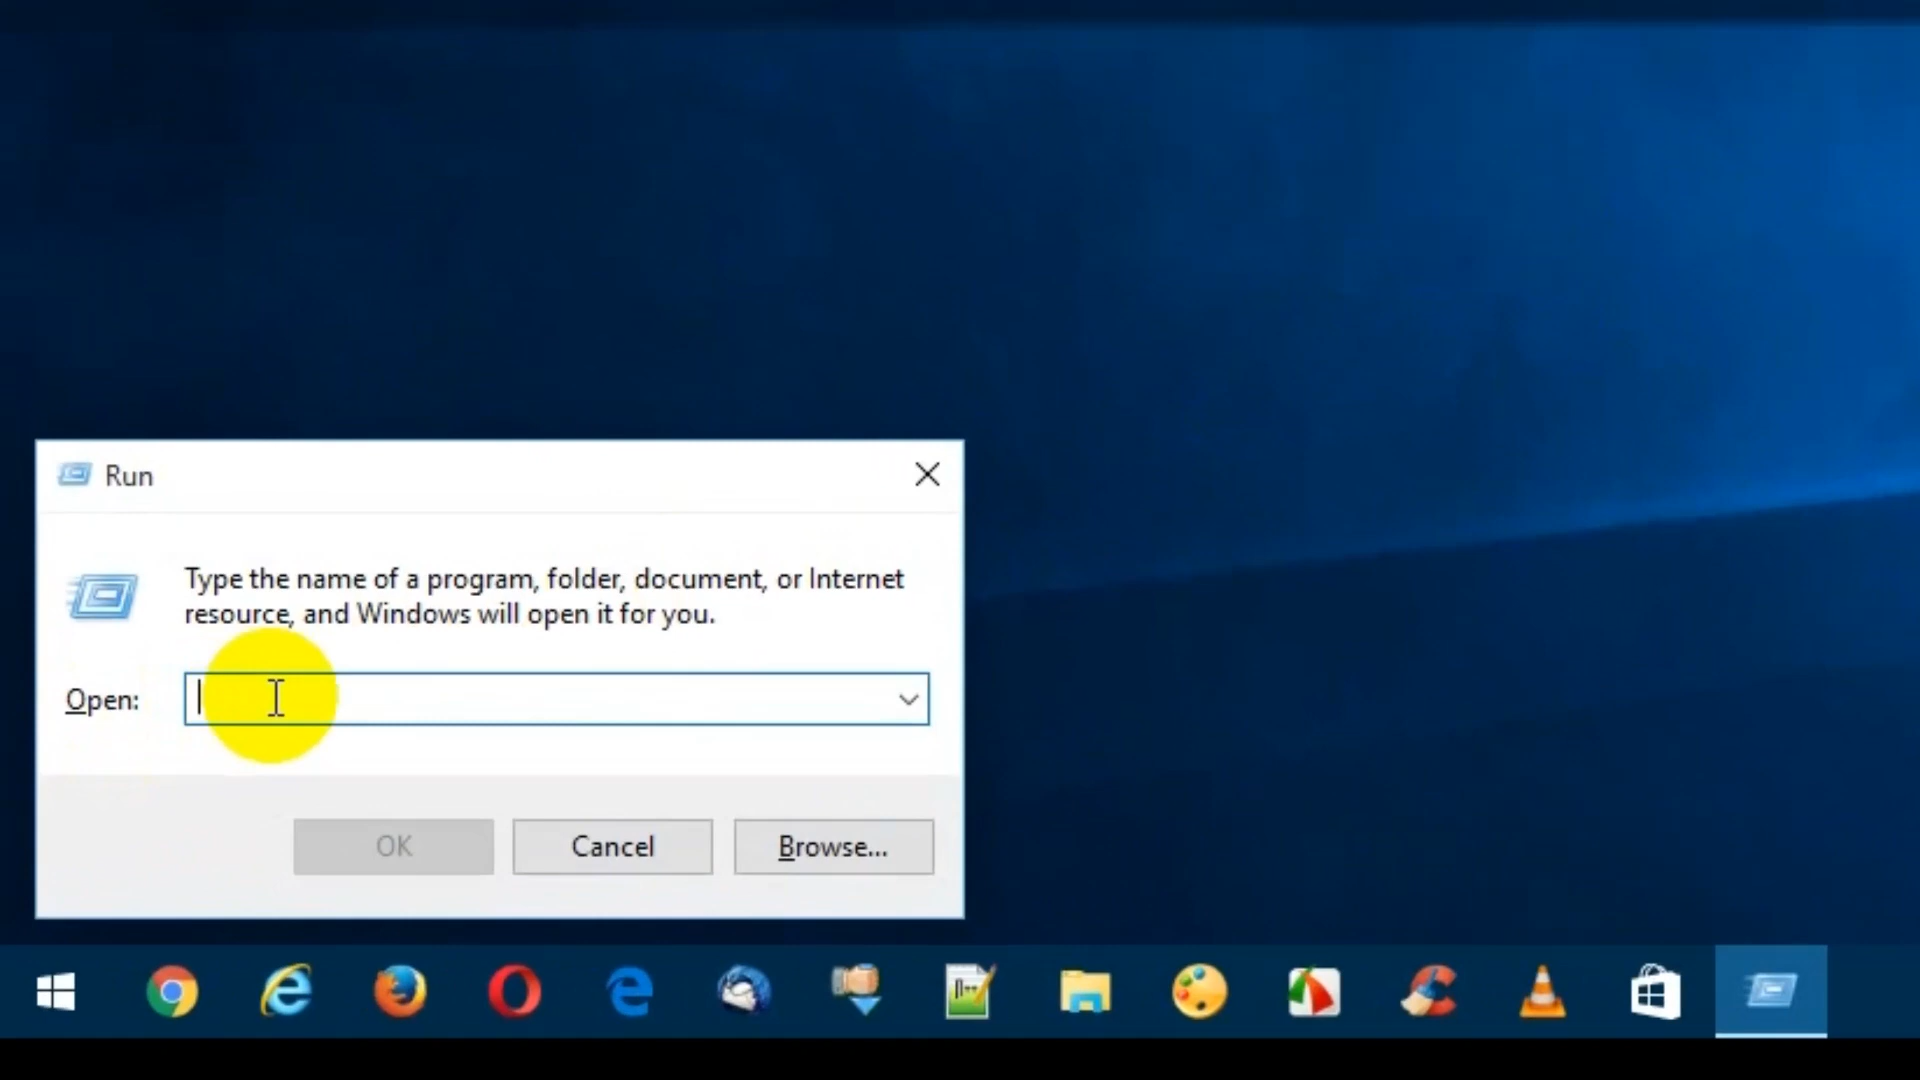 Run
Type the name of a program, folder, document, or Internet
resource, and Windows will open it for you.
Open:
OK
Cancel
Browse...